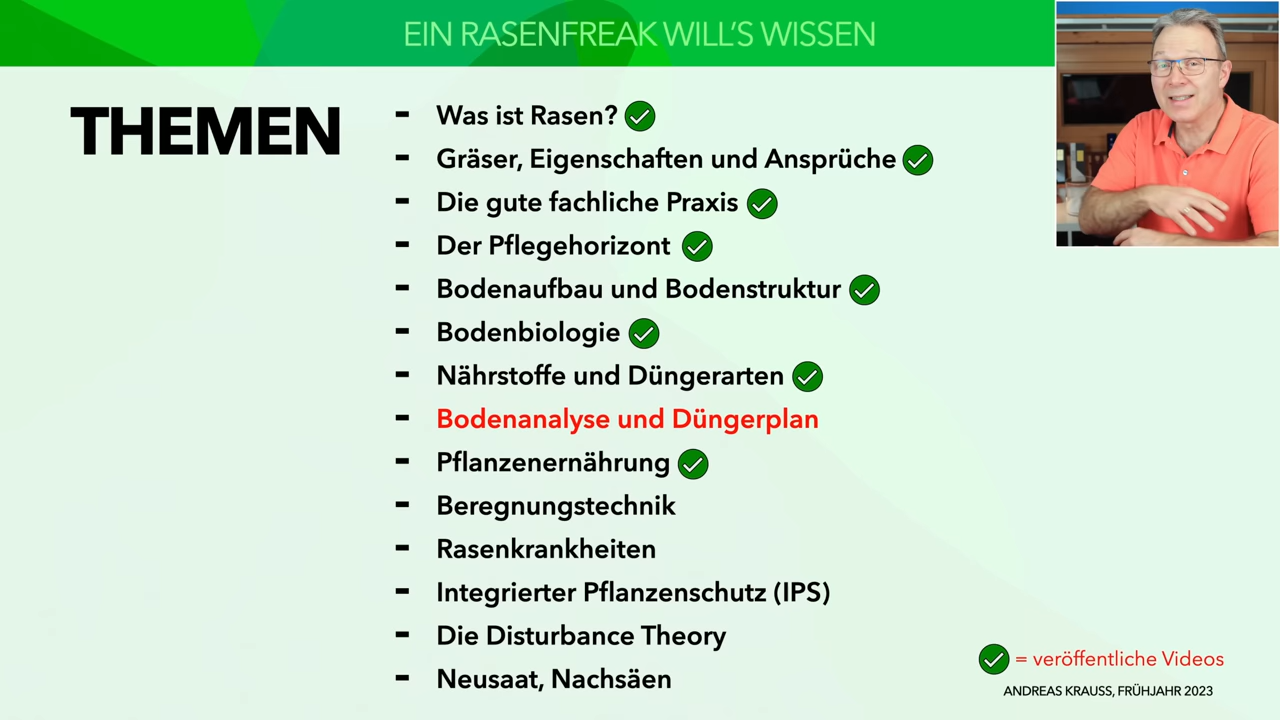 EIN RASENFREAK WILL'S WISSEN
THEMEN
- Was ist Rasen?
- Gräser, Eigenschaften und Ansprüche
- Die gute fachliche Praxis
- Der Pflegehorizont
- Bodenaufbau und Bodenstruktur
- Bodenbiologie
- Nährstoffe und Düngerarten
- Bodenanalyse und Düngerplan
- Pflanzenernährung
- Beregnungstechnik
- Rasenkrankheiten
- Integrierter Pflanzenschutz (IPS)
- Die Disturbance Theory
- Neusaat, Nachsäen
= veröffentliche Videos
ANDREAS KRAUSS, FRÜHJAHR 2023